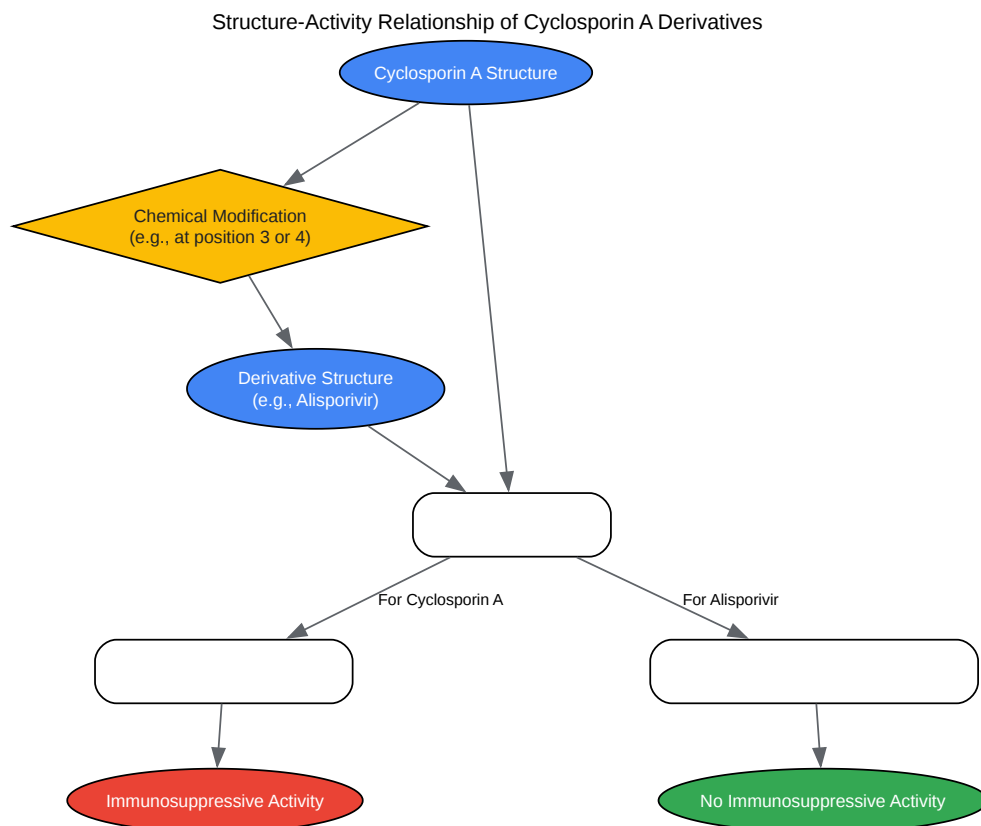 Structure-Activity Relationship of Cyclosporin A Derivatives
Cyclosporin A Structure
Chemical Modification
(e.g., at position 3 or 4)
Derivative Structure
(e.g., Alisporivir)
For Cyclosporin A
For Alisporivir
Immunosuppressive Activity
No Immunosuppressive Activity